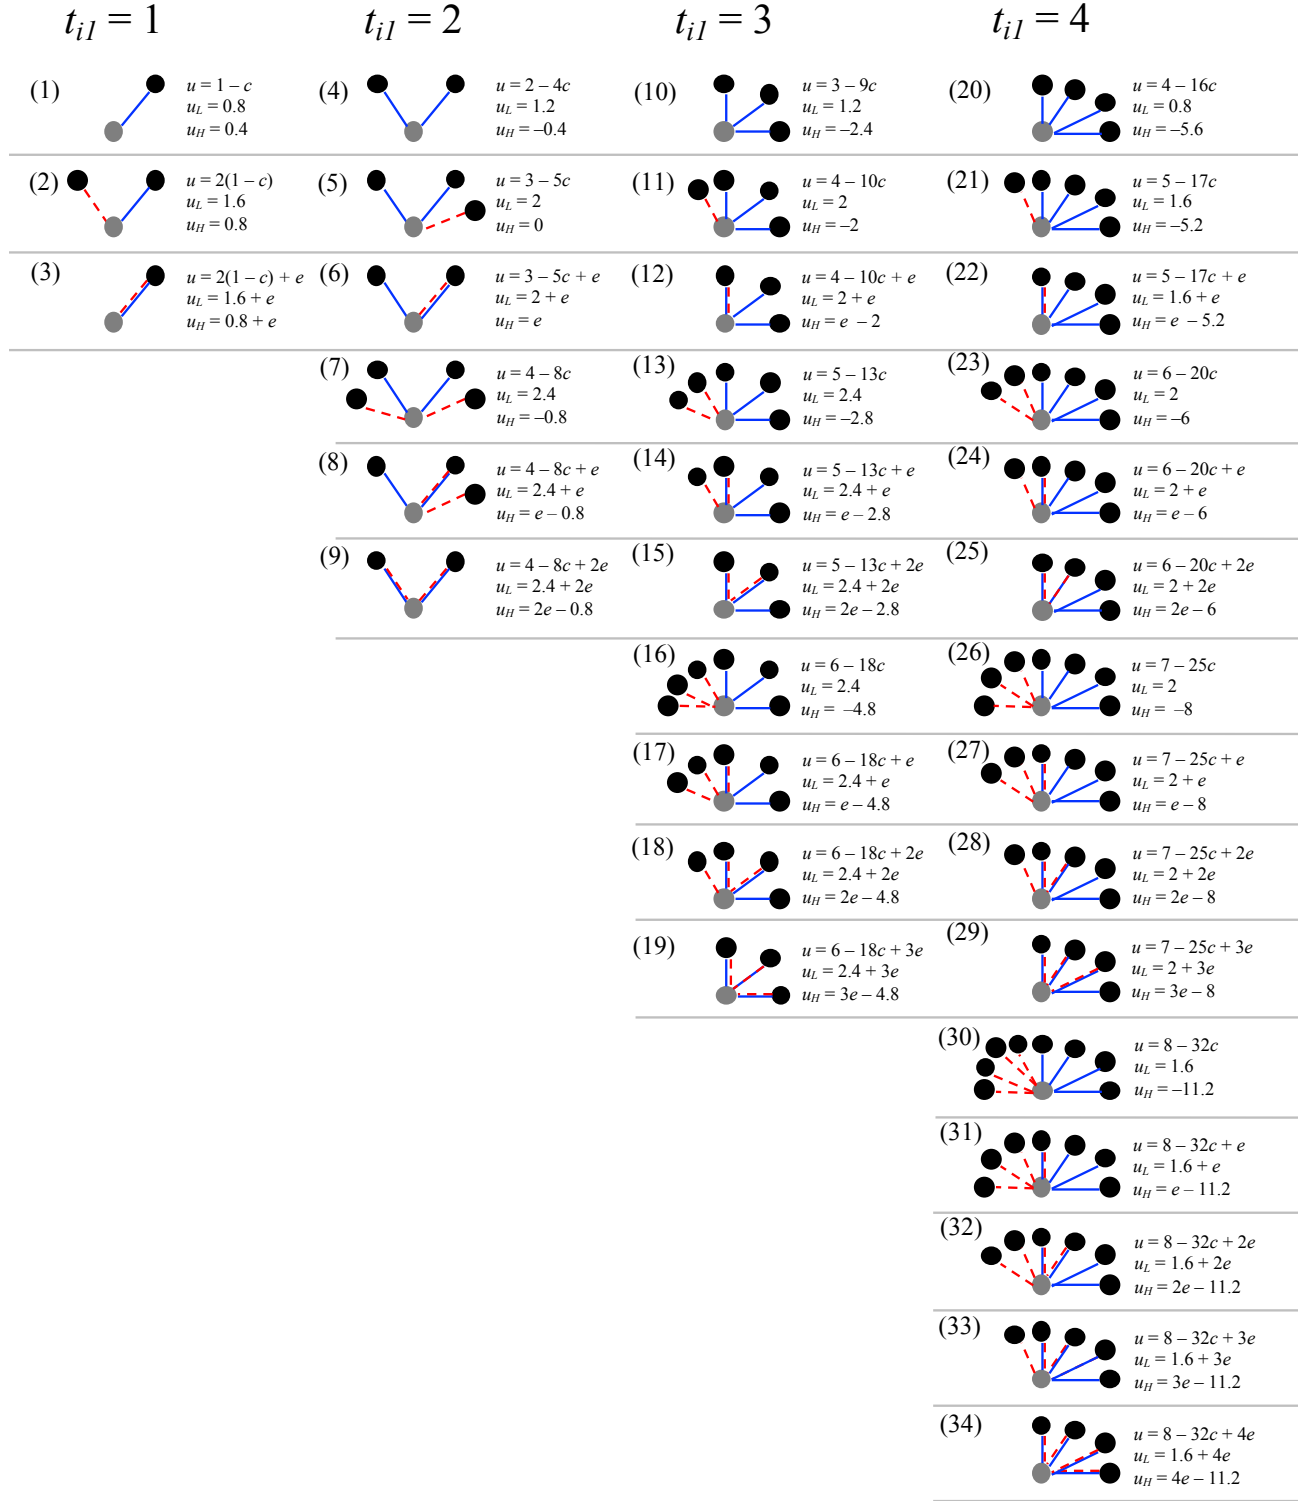 t_{i1} = 1
t_{i1} = 2
t_{i1} = 3
t_{i1} = 4
(1)
u = 1 – c
u_L = 0.8
u_H = 0.4
(4)
u = 2 – 4c
u_L = 1.2
u_H = –0.4
(10)
u = 3 – 9c
u_L = 1.2
u_H = –2.4
(20)
u = 4 – 16c
u_L = 0.8
u_H = –5.6
(2)
u = 2(1 – c)
u_L = 1.6
u_H = 0.8
(5)
u = 3 – 5c
u_L = 2
u_H = 0
(11)
u = 4 – 10c
u_L = 2
u_H = –2
(21)
u = 5 – 17c
u_L = 1.6
u_H = –5.2
(3)
u = 2(1 – c) + e
u_L = 1.6 + e
u_H = 0.8 + e
(6)
u = 3 – 5c + e
u_L = 2 + e
u_H = e
(12)
u = 4 – 10c + e
u_L = 2 + e
u_H = e – 2
(22)
u = 5 – 17c + e
u_L = 1.6 + e
u_H = e – 5.2
(7)
u = 4 – 8c
u_L = 2.4
u_H = –0.8
(13)
u = 5 – 13c
u_L = 2.4
u_H = –2.8
(23)
u = 6 – 20c
u_L = 2
u_H = –6
(8)
u = 4 – 8c + e
u_L = 2.4 + e
u_H = e – 0.8
(14)
u = 5 – 13c + e
u_L = 2.4 + e
u_H = e – 2.8
(24)
u = 6 – 20c + e
u_L = 2 + e
u_H = e – 6
(9)
u = 4 – 8c + 2e
u_L = 2.4 + 2e
u_H = 2e – 0.8
(15)
u = 5 – 13c + 2e
u_L = 2.4 + 2e
u_H = 2e – 2.8
(25)
u = 6 – 20c + 2e
u_L = 2 + 2e
u_H = 2e – 6
(16)
u = 6 – 18c
u_L = 2.4
u_H = –4.8
(26)
u = 7 – 25c
u_L = 2
u_H = –8
(17)
u = 6 – 18c + e
u_L = 2.4 + e
u_H = e – 4.8
(27)
u = 7 – 25c + e
u_L = 2 + e
u_H = e – 8
(18)
u = 6 – 18c + 2e
u_L = 2.4 + 2e
u_H = 2e – 4.8
(28)
u = 7 – 25c + 2e
u_L = 2 + 2e
u_H = 2e – 8
(19)
u = 6 – 18c + 3e
u_L = 2.4 + 3e
u_H = 3e – 4.8
(29)
u = 7 – 25c + 3e
u_L = 2 + 3e
u_H = 3e – 8
(30)
u = 8 – 32c
u_L = 1.6
u_H = –11.2
(31)
u = 8 – 32c + e
u_L = 1.6 + e
u_H = e – 11.2
(32)
u = 8 – 32c + 2e
u_L = 1.6 + 2e
u_H = 2e – 11.2
(33)
u = 8 – 32c + 3e
u_L = 1.6 + 3e
u_H = 3e – 11.2
(34)
u = 8 – 32c + 4e
u_L = 1.6 + 4e
u_H = 4e – 11.2